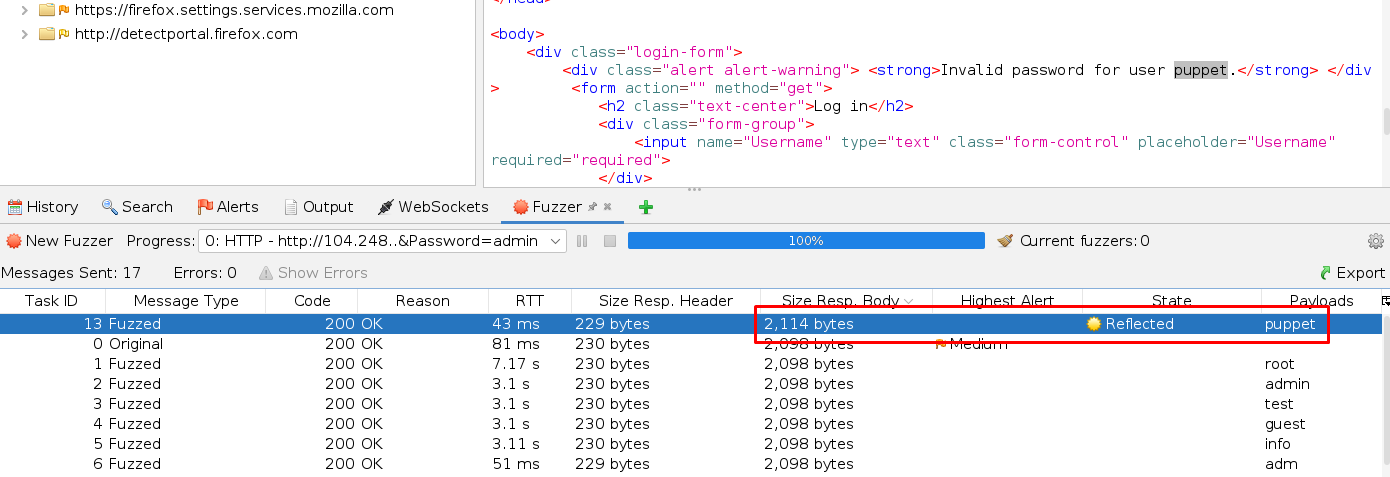 https://firefox.settings.services.mozilla.com
http://detectportal.firefox.com
</head>
<body>
<div class="login-form">
<div class="alert alert-warning"> <strong>Invalid password for user puppet.</strong> </div
> <form action="" method="get">
<h2 class="text-center">Log in</h2>
<div class="form-group">
<input name="Username" type="text" class="form-control" placeholder="Username"
required="required">
</div>
History Search Alerts Output WebSockets Fuzzer
New Fuzzer Progress: 0: HTTP - http://104.248..&Password=admin 100% Current fuzzers: 0
Messages Sent: 17 Errors: 0 Show Errors Export
Task ID Message Type Code Reason RTT Size Resp. Header Size Resp. Body Highest Alert State Payloads
13 Fuzzed 200 OK 43 ms 229 bytes 2,114 bytes Reflected puppet
0 Original 200 OK 81 ms 230 bytes 2,098 bytes Medium
1 Fuzzed 200 OK 7.17 s 230 bytes 2,098 bytes root
2 Fuzzed 200 OK 3.1 s 230 bytes 2,098 bytes admin
3 Fuzzed 200 OK 3.1 s 230 bytes 2,098 bytes test
4 Fuzzed 200 OK 3.1 s 230 bytes 2,098 bytes guest
5 Fuzzed 200 OK 3.11 s 230 bytes 2,098 bytes info
6 Fuzzed 200 OK 51 ms 229 bytes 2,098 bytes adm